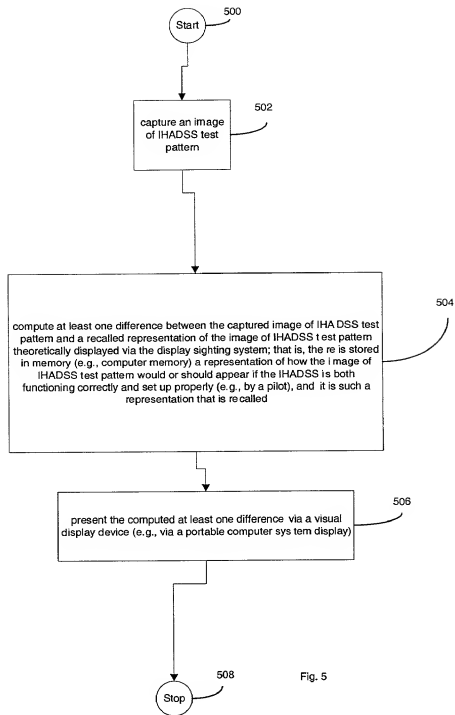 500
Start
502
capture an image
of IHADSS test
pattern
504
compute at least one difference between the captured image of IHA DSS test
pattern and a recalled representation of the image of IHADSS t est pattern
theoretically displayed via the display sighting system; that is, the re is stored
in memory (e.g., computer memory) a representation of how the i mage of
IHADSS test pattern would or should appear if the IHADSS is both
functioning correctly and set up properly (e.g., by a pilot), and it is such a
representation that is recalled
506
present the computed at least one difference via a visual
display device (e.g., via a portable computer sys tem display)
508
Stop
Fig. 5